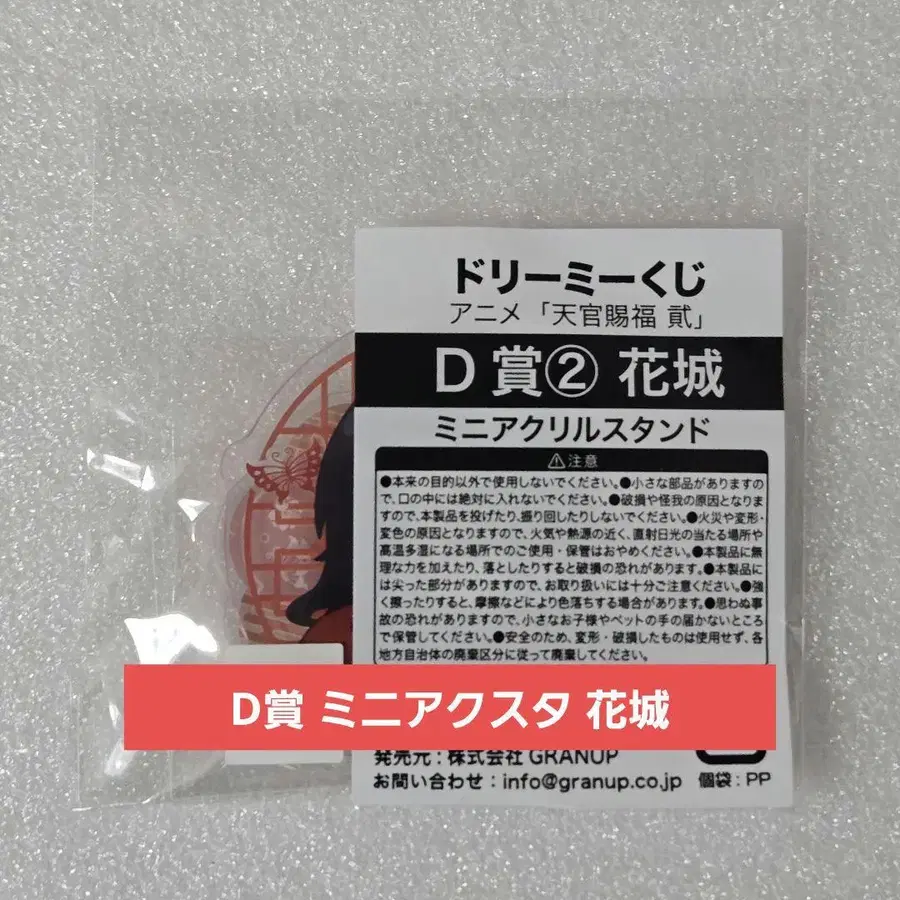 ドリーミーくじ
アニメ「天官賜福 貳」
D賞② 花城
ミニアクリルスタンド
⚠注意
●本来の目的以外で使用しないでください。●小さな部品がありますの
で、口の中には絶対に入れないでください。●破損や怪我の原因となりま
すので、本製品を投げたり、振り回したりしないでください。●火災や変形・
変色の原因となりますので、火気や熱源の近く、直射日光の当たる場所や
高温多湿になる場所でのご使用・保管はおやめください。●本製品に無
理な力を加えたり、落としたりすると破損の恐れがあります。●本製品に
は尖った部分がありますので、お取り扱いには十分ご注意ください。●強
く擦ったりすると、摩擦などにより色落ちする場合があります。●思わぬ事
故の恐れがありますので、小さなお子様やペットの手の届かないところ
で保管してください。●安全のため、変形・破損したものは使用せず、各
地方自治体の廃棄区分に従って廃棄してください。
D賞 ミニアクスタ 花城
発売元：株式会社 GRANUP
お問い合わせ：info@granup.co.jp 個袋：PP